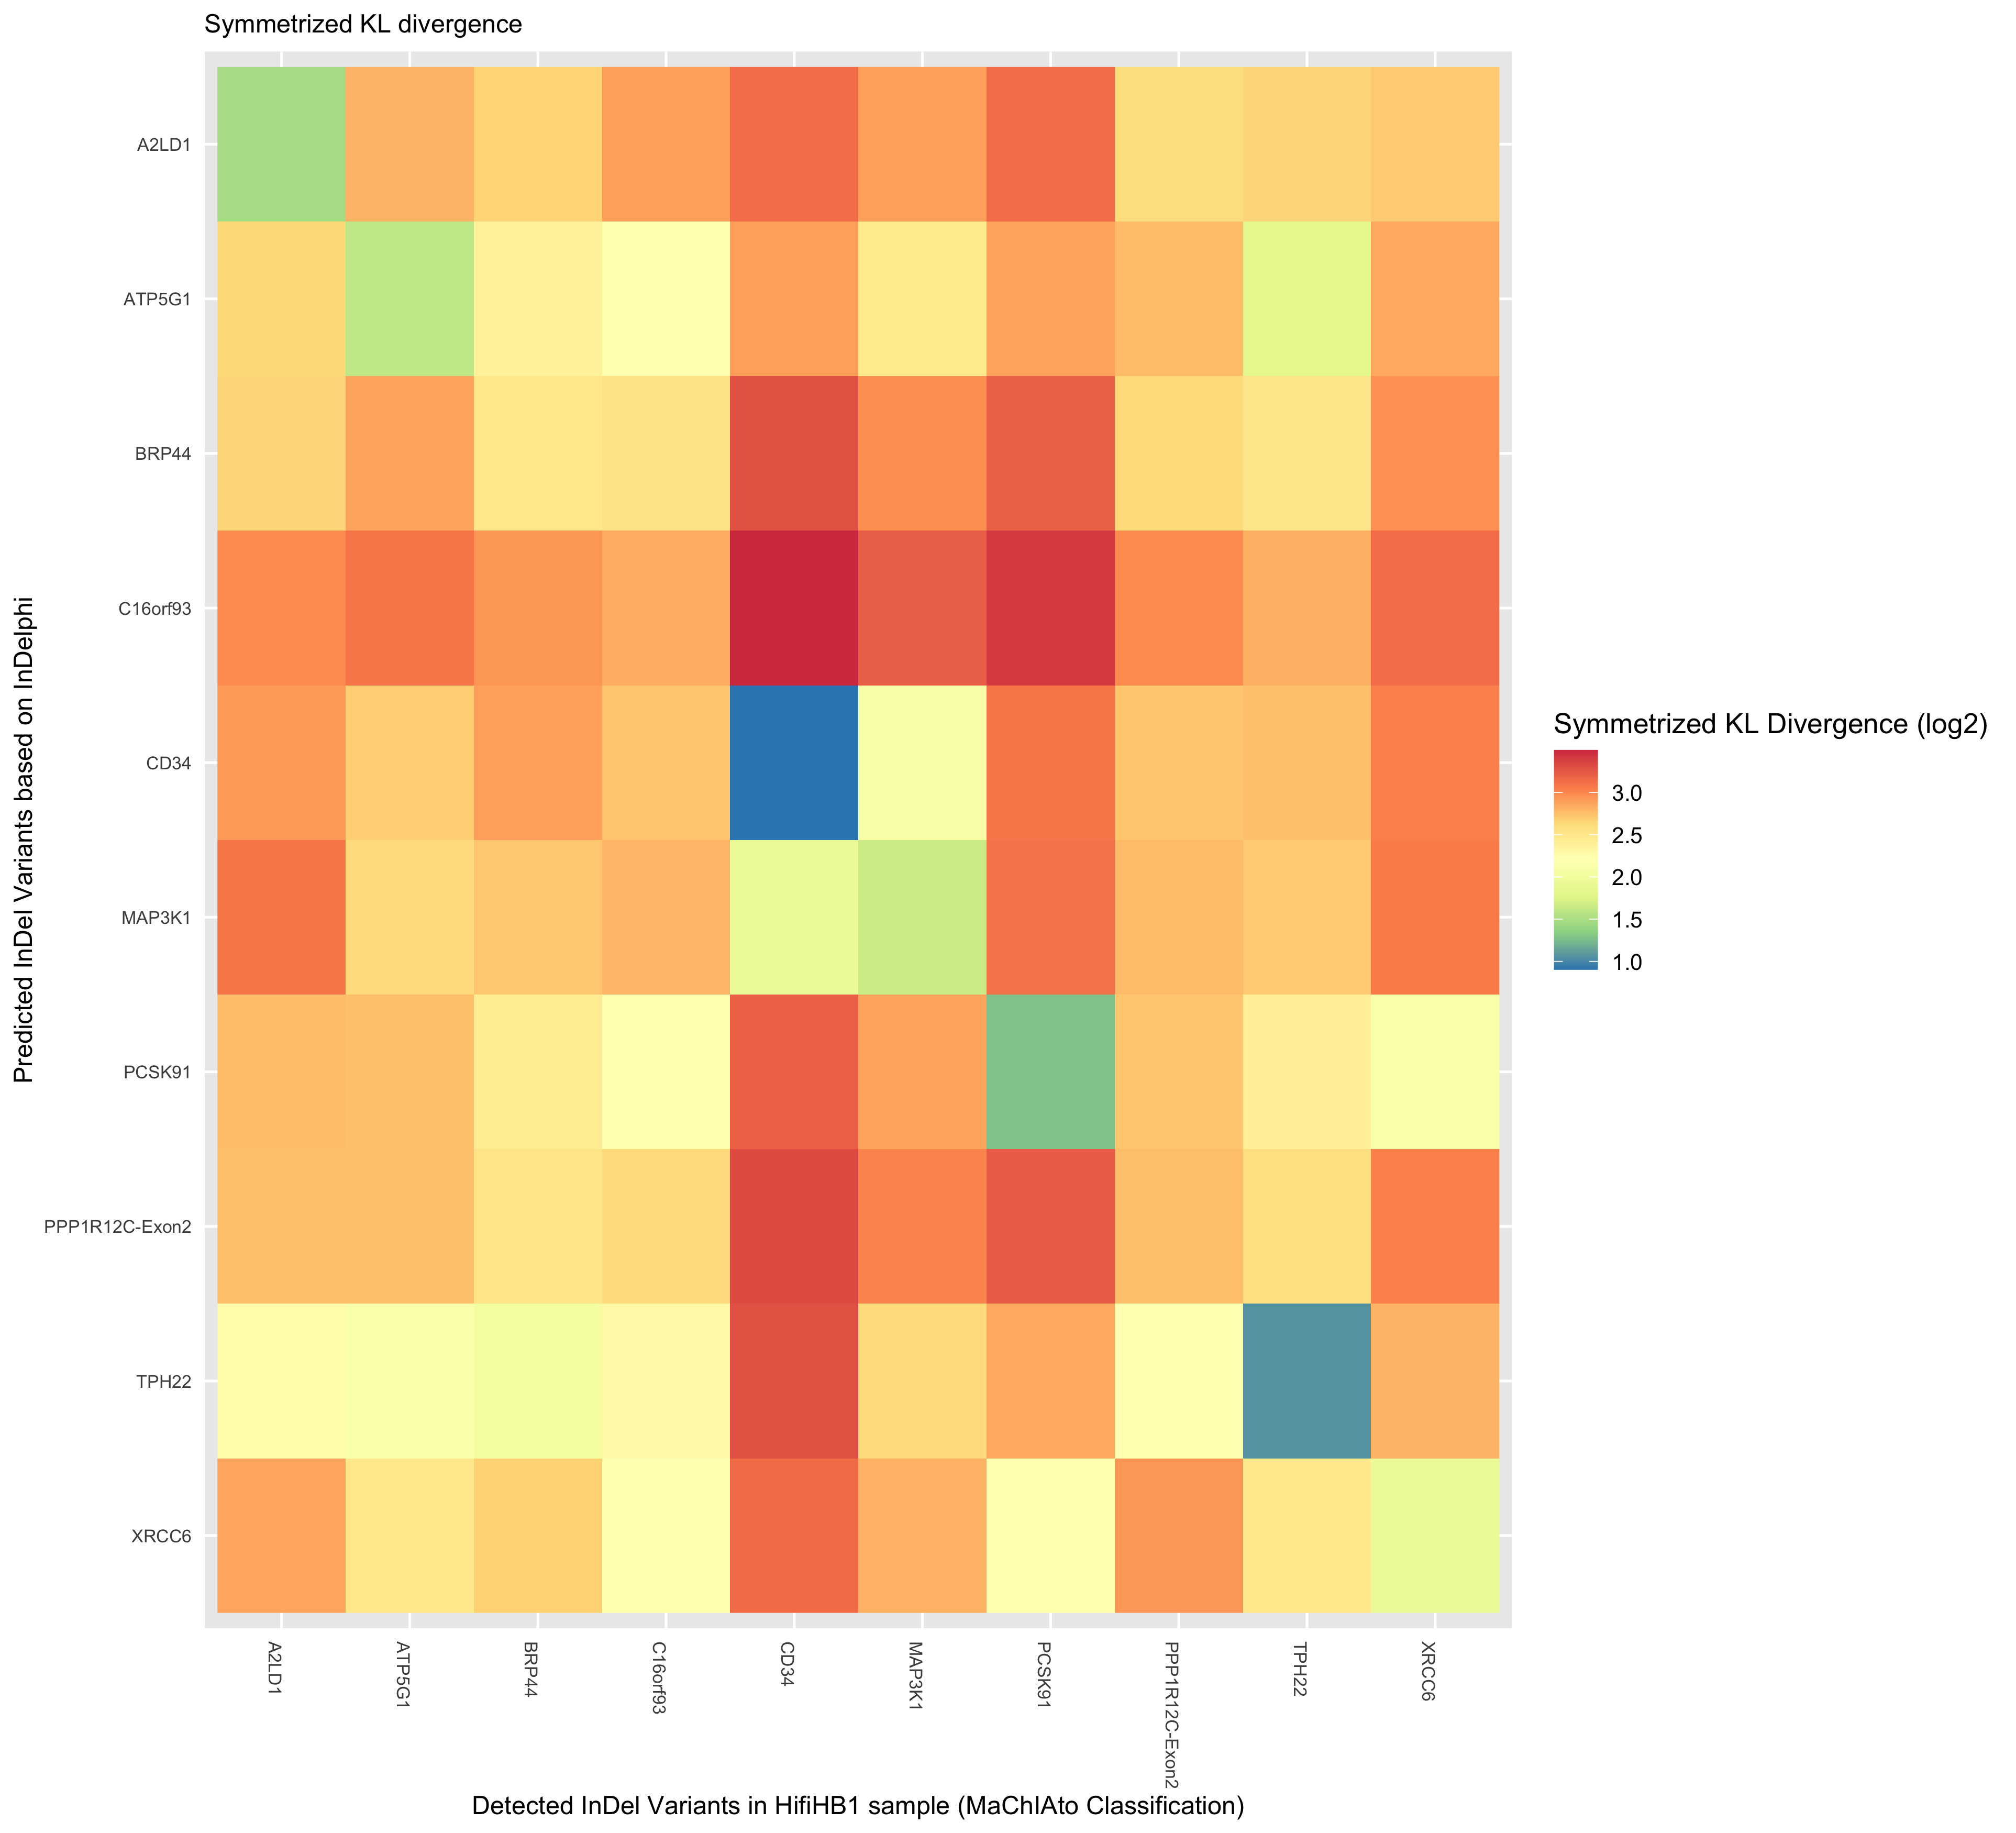 Symmetrized KL divergence
Predicted InDel Variants based on InDelphi
A2LD1
ATP5G1
BRP44
C16orf93
CD34
MAP3K1
PCSK91
PPP1R12C-Exon2
TPH22
XRCC6
A2LD1
ATP5G1
BRP44
C16orf93
CD34
MAP3K1
PCSK91
PPP1R12C-Exon2
TPH22
XRCC6
Detected InDel Variants in HifiHB1 sample (MaChIAto Classification)
Symmetrized KL Divergence (log2)
3.0
2.5
2.0
1.5
1.0